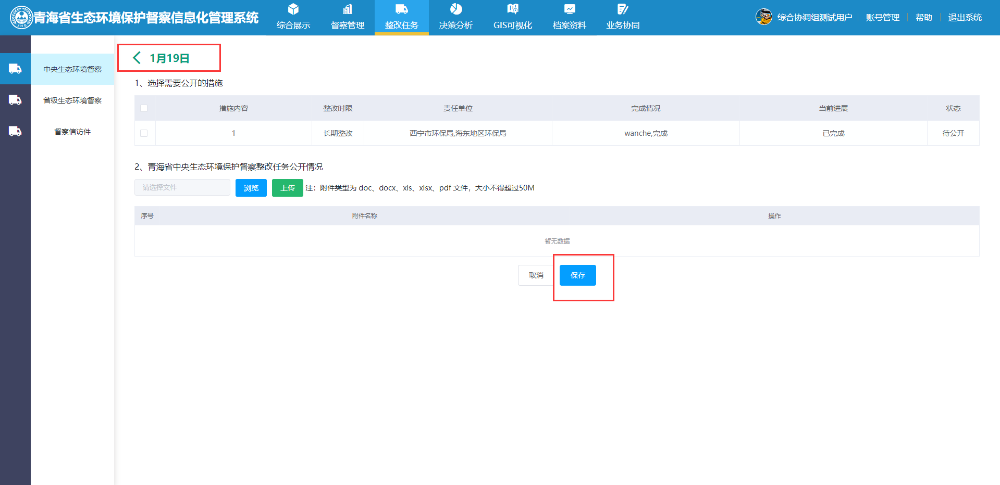 青海省生态环境保护督察信息化管理系统
综合展示 督察管理 整改任务 决策分析 GIS可视化 档案资料 业务协同
综合协调组测试用户 账号管理 帮助 退出系统
中央生态环境督察
省级生态环境督察
督察信访件
1月19日
1、选择需要公开的措施
措施内容 整改时限 责任单位 完成情况 当前进展 状态
1 长期整改 西宁市环保局,海东地区环保局 wanche,完成 已完成 待公开
2、青海省中央生态环境保护督察整改任务公开情况
请选择文件 浏览 上传 注：附件类型为 doc、docx、xls、xlsx、pdf 文件，大小不得超过50M
序号 附件名称 操作
暂无数据
取消 保存
ZHB